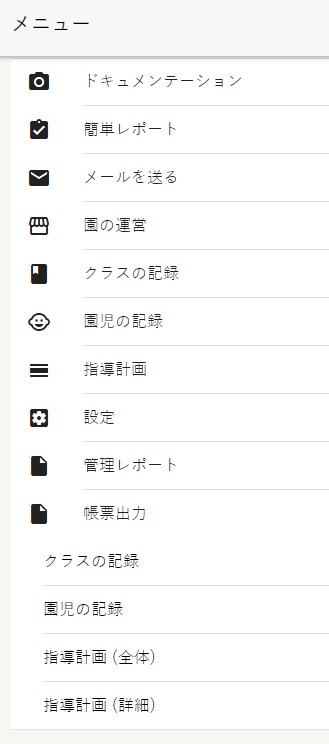 メニュー
ドキュメンテーション
簡単レポート
メールを送る
園の運営
クラスの記録
園児の記録
指導計画
設定
管理レポート
帳票出力
クラスの記録
園児の記録
指導計画 (全体)
指導計画 (詳細)